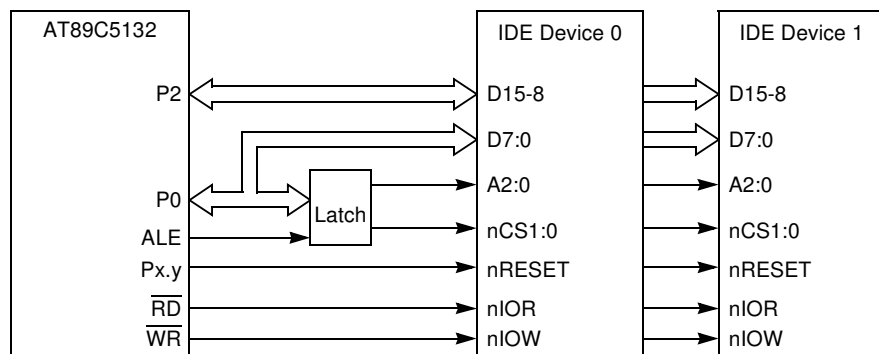 AT89C5132
IDE Device 0
IDE Device 1
P2
D15-8
D15-8
D7:0
D7:0
P0
Latch
A2:0
A2:0
ALE
nCS1:0
nCS1:0
Px.y
nRESET
nRESET
RD
nIOR
nIOR
WR
nIOW
nIOW